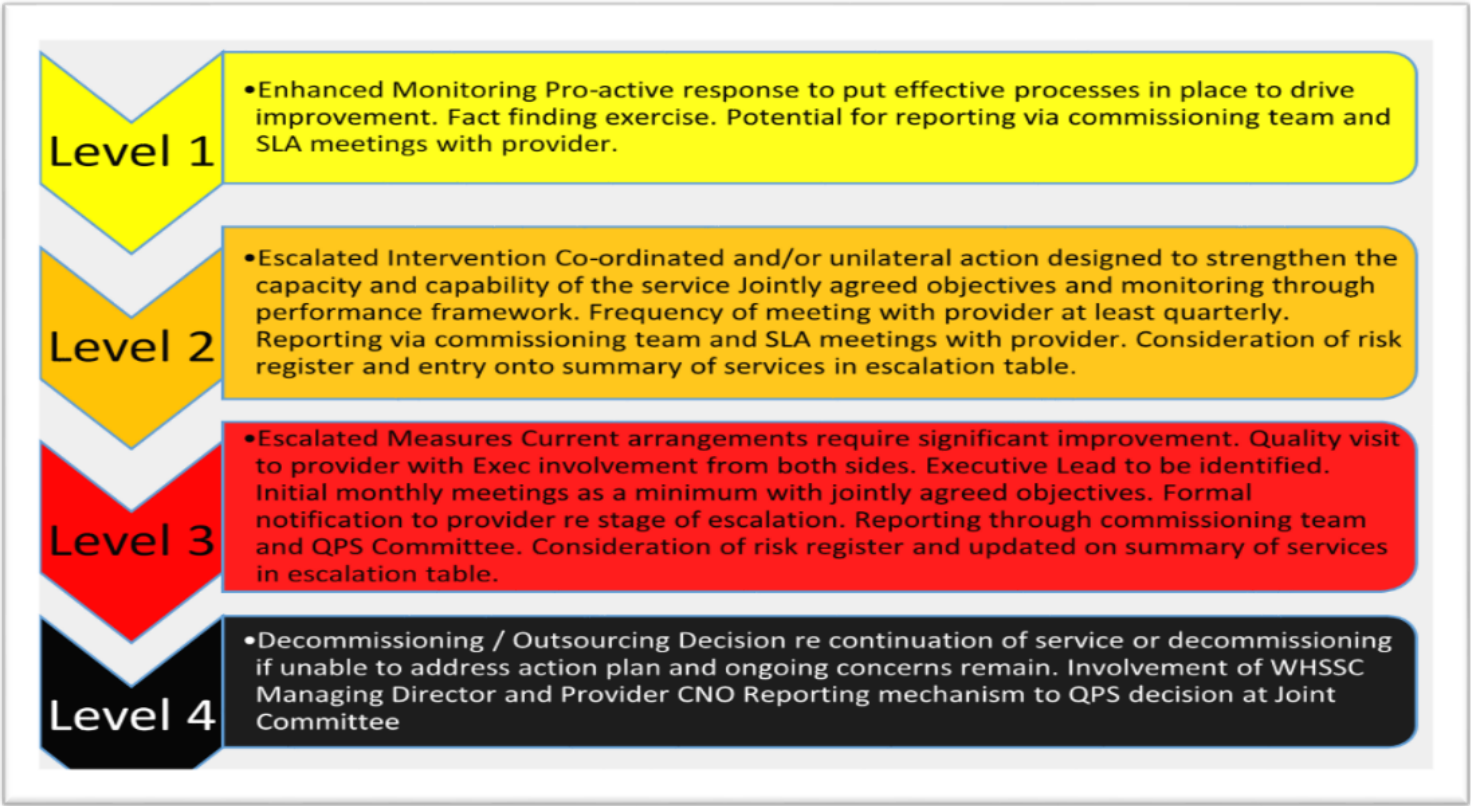 Level 1
•Enhanced Monitoring Pro-active response to put effective processes in place to drive
improvement. Fact finding exercise. Potential for reporting via commissioning team and
SLA meetings with provider.
Level 2
•Escalated Intervention Co-ordinated and/or unilateral action designed to strengthen the
capacity and capability of the service Jointly agreed objectives and monitoring through
performance framework. Frequency of meeting with provider at least quarterly.
Reporting via commissioning team and SLA meetings with provider. Consideration of risk
register and entry onto summary of services in escalation table.
Level 3
•Escalated Measures Current arrangements require significant improvement. Quality visit
to provider with Exec involvement from both sides. Executive Lead to be identified.
Initial monthly meetings as a minimum with jointly agreed objectives. Formal
notification to provider re stage of escalation. Reporting through commissioning team
and QPS Committee. Consideration of risk register and updated on summary of services
in escalation table.
Level 4
•Decommissioning / Outsourcing Decision re continuation of service or decommissioning
if unable to address action plan and ongoing concerns remain. Involvement of WHSSC
Managing Director and Provider CNO Reporting mechanism to QPS decision at Joint
Committee